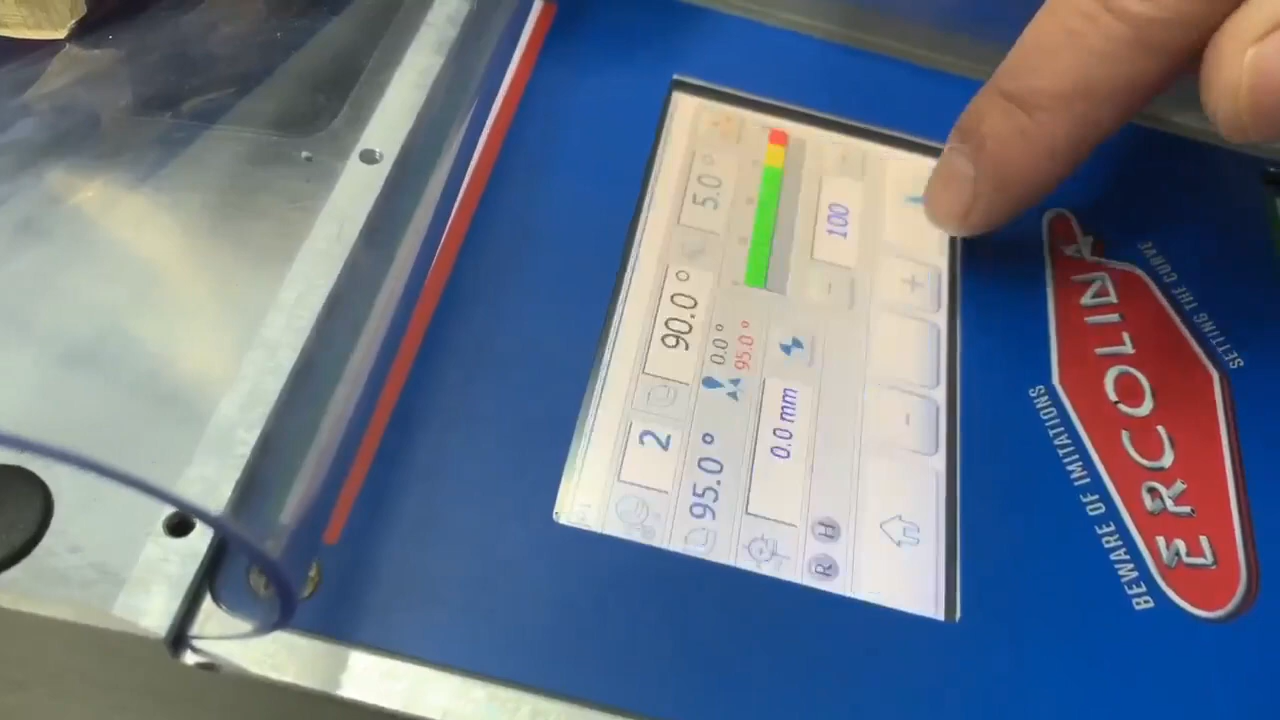 2
90.0 °
5.0 °
95.0 °
0.0 °
95.0 °
0.0 mm
100
R H
-
+
-
BEWARE OF IMITATIONS
ERCOLINA
SETTING THE CURVE